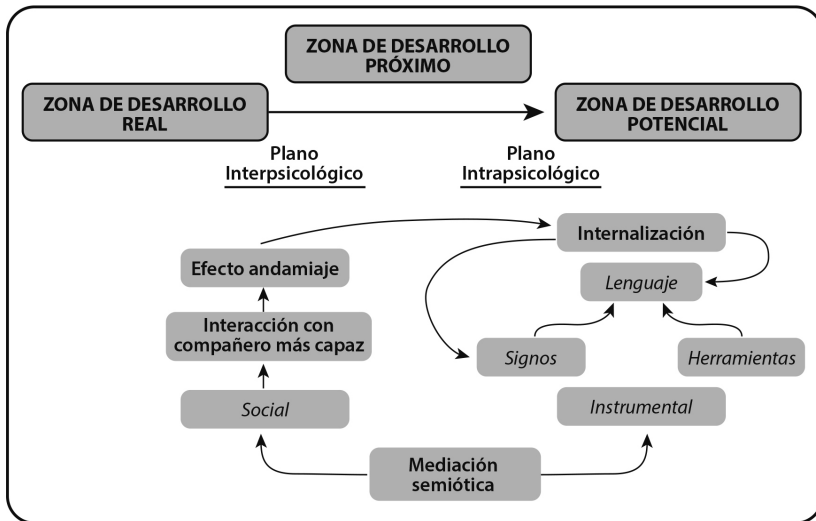 ZONA DE DESARROLLO
PRÓXIMO
ZONA DE DESARROLLO
REAL
ZONA DE DESARROLLO
POTENCIAL
Plano
Interpsicológico
Plano
Intrapsicológico
Internalización
Efecto andamiaje
Lenguaje
Interacción con
compañero más capaz
Signos
Herramientas
Social
Instrumental
Mediación
semiótica